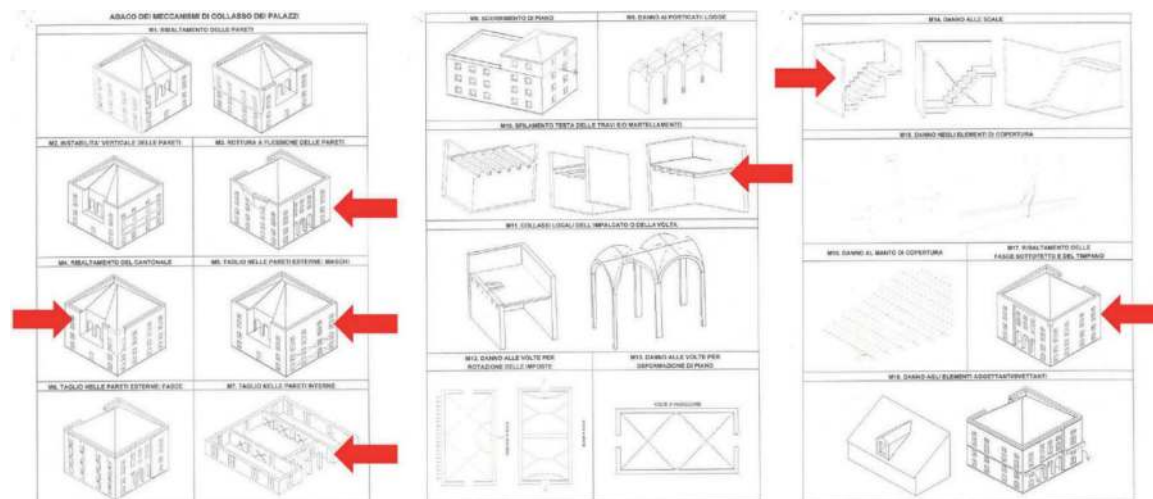 ABACO DEI MECCANISMI DI COLLASSO DEI PALAZZI
M1. RIBALTAMENTO DELLE PARETI
M2. INSTABILITA' VERTICALE DELLE PARETI
M3. ROTTURA A FLESSIONE DELLE PARETI
M4. RIBALTAMENTO DEL CANTONALE
M5. TAGLIO NELLE PARETI ESTERNE: MASCHI
M6. TAGLIO NELLE PARETI ESTERNE: FASCE
M7. TAGLIO NELLE PARETI INTERNE
M8. SCORRIMENTO DI PIANO
M9. DANNO AI PORTICATI, LOGGE
M10. SFILAMENTO TESTA DELLE TRAVI E/O MARTELLAMENTO
M11. COLLASSI LOCALI DELL'IMPALCATO O DELLA VOLTA
M12. DANNO ALLE VOLTE PER
ROTAZIONE DELLE IMPOSTE
M13. DANNO ALLE VOLTE PER
DEFORMAZIONE DI PIANO
M14. DANNO ALLE SCALE
M15. DANNO NEGLI ELEMENTI DI COPERTURA
M16. DANNO AL MANTO DI COPERTURA
M17. RIBALTAMENTO DELLE
FASCE SOTTOTETTO E DEL TIMPANO
M18. DANNO AGLI ELEMENTI AGGETTANTI/SVETTANTI